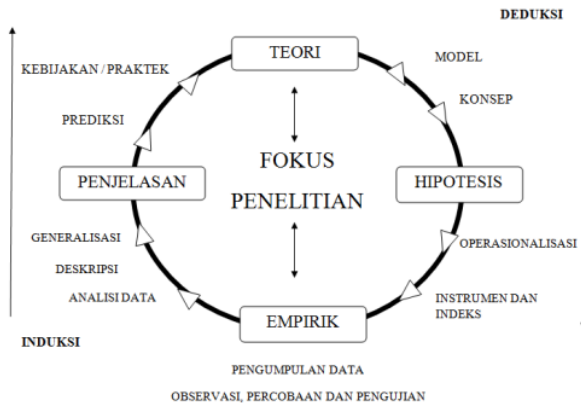 DEDUKSI
TEORI
KEBIJAKAN / PRAKTEK
MODEL
KONSEP
PREDIKSI
FOKUS
PENELITIAN
PENJELASAN
HIPOTESIS
GENERALISASI
OPERASIONALISASI
DESKRIPSI
ANALISI DATA
INSTRUMEN DAN
INDEKS
EMPIRIK
INDUKSI
PENGUMPULAN DATA
OBSERVASI, PERCOBAAN DAN PENGUJIAN